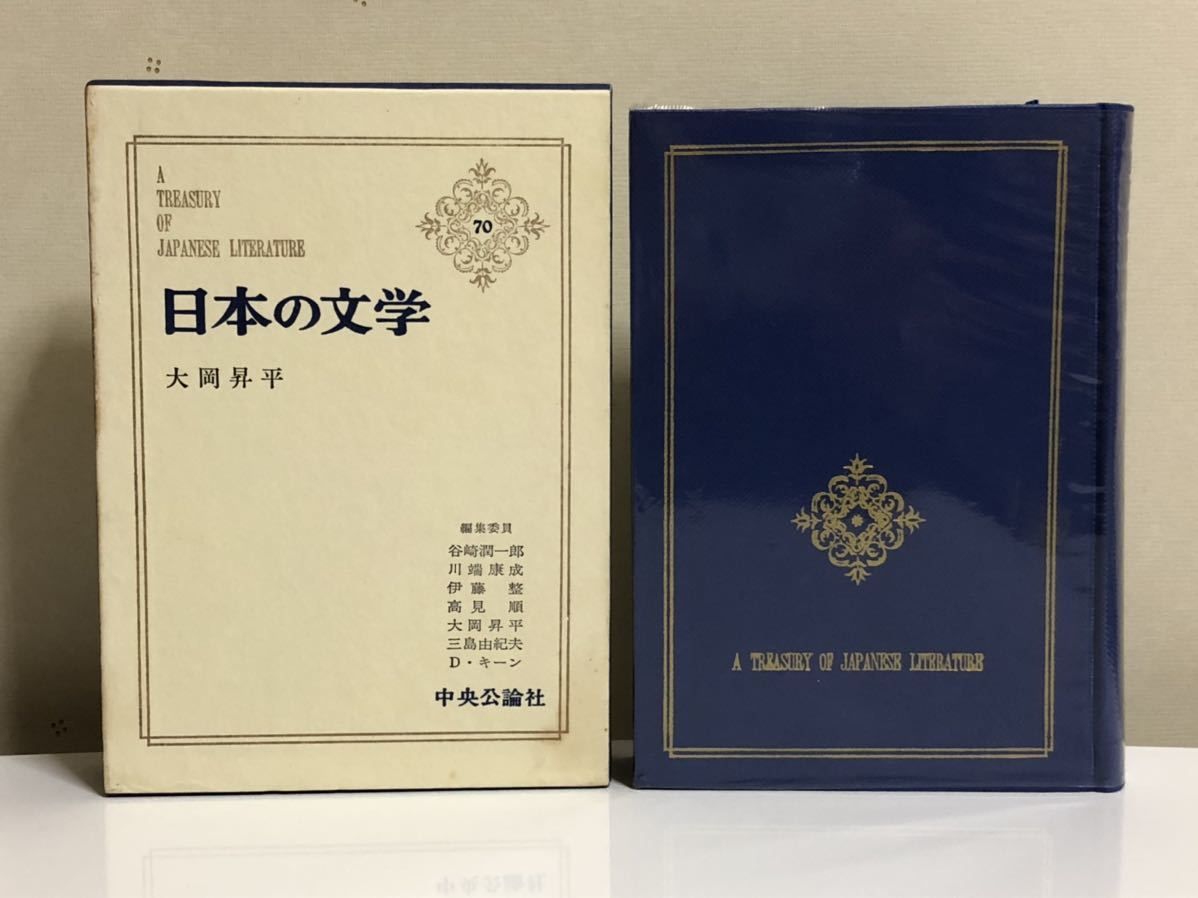 A
TREASURY
OF
JAPANESE LITERATURE
70
日本の文学
大岡昇平
編集委員
谷崎潤一郎
川端康成
伊藤整
高見順
大岡昇平
三島由紀夫
D・キーン
中央公論社
A TREASURY OF JAPANESE LITERATURE